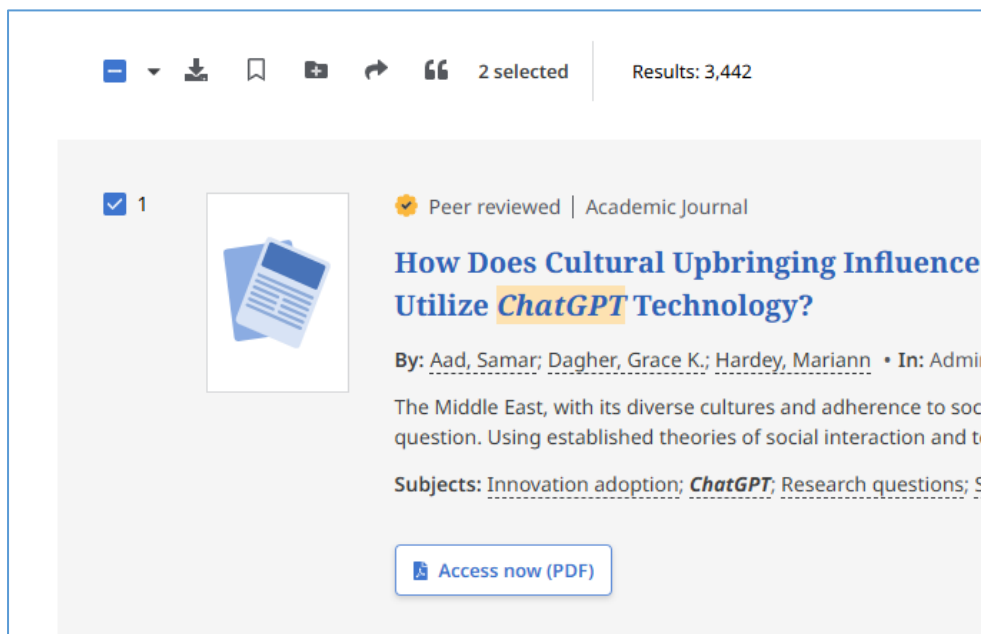 2 selected Results: 3,442
1
Peer reviewed | Academic Journal
How Does Cultural Upbringing Influence
Utilize ChatGPT Technology?
By: Aad, Samar; Dagher, Grace K.; Hardey, Mariann • In:
The Middle East, with its diverse cultures and adherence to
question. Using established theories of social interaction and
Subjects: Innovation adoption; ChatGPT; Research questions;
Access now (PDF)